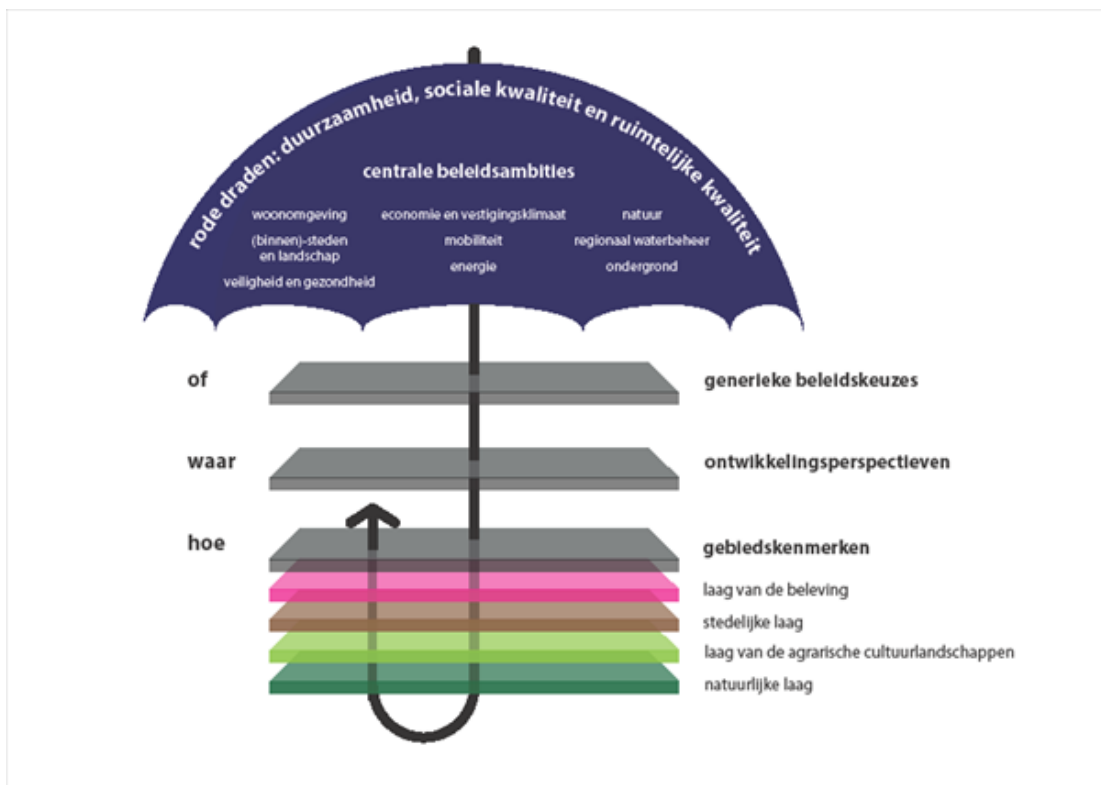 rode draden: duurzaamheid, sociale kwaliteit en ruimtelijke kwaliteit
centrale beleidsambities
woonomgeving
(binnen)-steden
en landschap
veiligheid en gezondheid
economie en vestigingsklimaat
mobiliteit
energie
natuur
regionaal waterbeheer
ondergrond
of
generieke beleidskeuzes
waar
ontwikkelingsperspectieven
hoe
gebiedskenmerken
laag van de beleving
stedelijke laag
laag van de agrarische cultuurlandschappen
natuurlijke laag